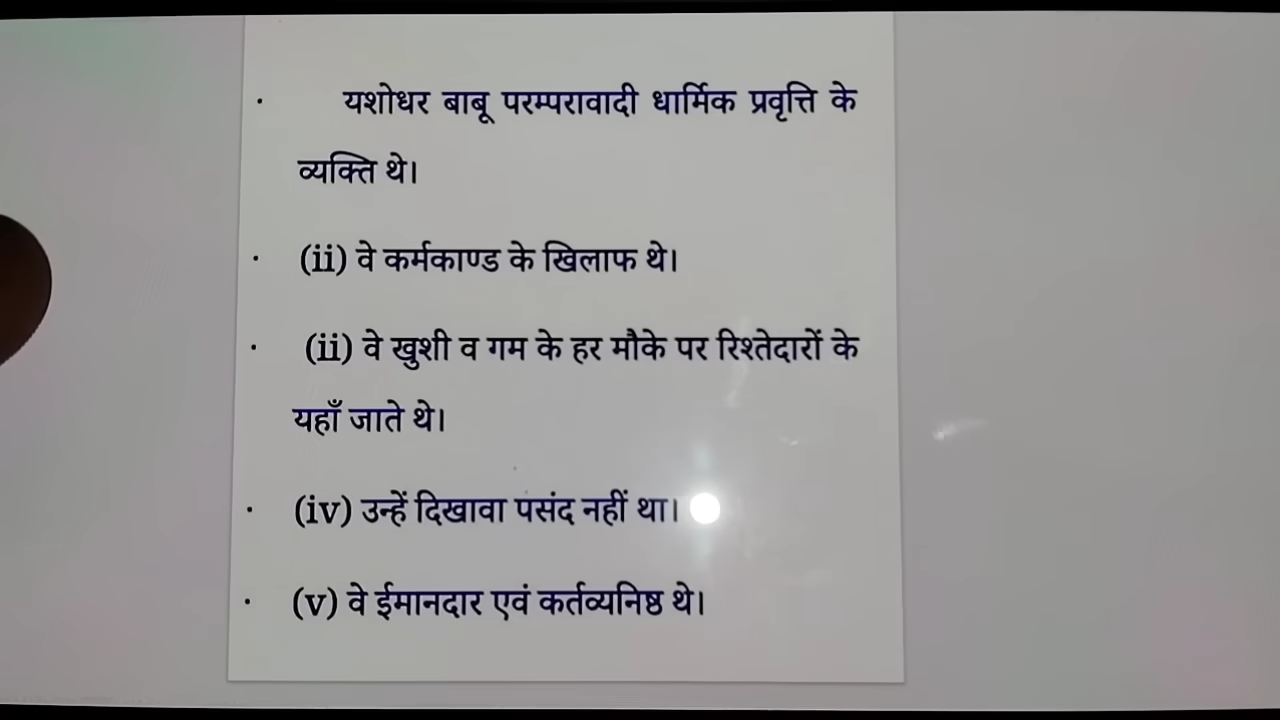 · यशोधर बाबू परम्परावादी धार्मिक प्रवृत्ति के
व्यक्ति थे।
· (ii) वे कर्मकाण्ड के खिलाफ थे।
· (ii) वे खुशी व गम के हर मौके पर रिश्तेदारों के
यहाँ जाते थे।
· (iv) उन्हें दिखावा पसंद नहीं था।
· (v) वे ईमानदार एवं कर्तव्यनिष्ठ थे।